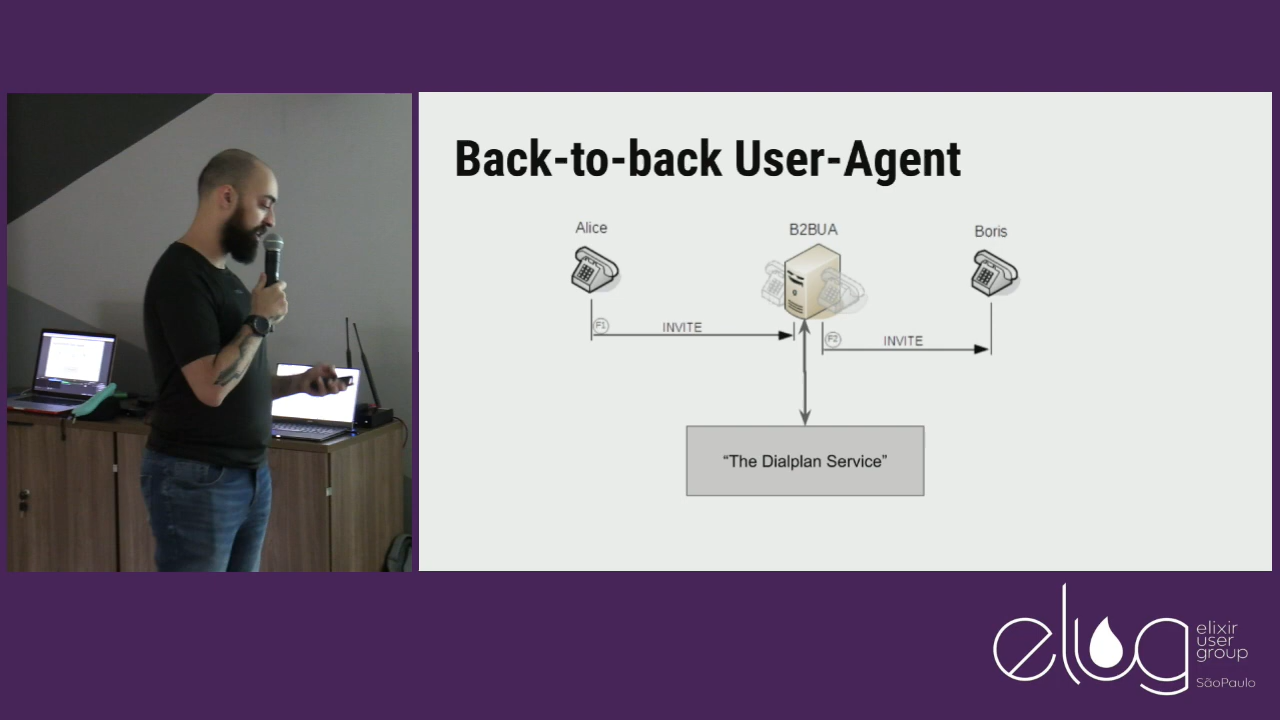 Back-to-back User-Agent
Alice
B2BUA
Boris
F1
INVITE
F2
INVITE
“The Dialplan Service”
elug
elixir
user
group
SãoPaulo